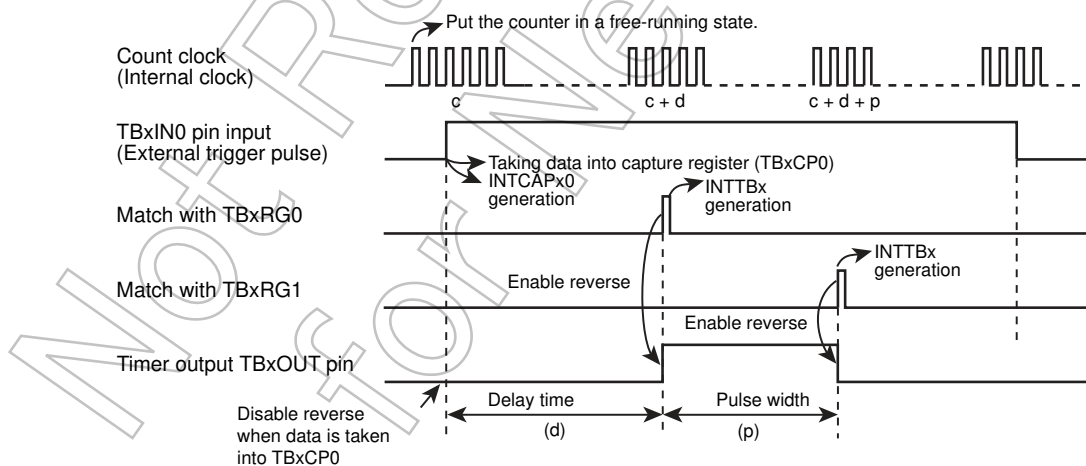 Put the counter in a free-running state.
Count clock
(Internal clock)
c
c + d
c + d + p
TBxIN0 pin input
(External trigger pulse)
Taking data into capture register (TBxCP0)
INTCAPx0
generation
INTTBx
generation
Match with TBxRG0
INTTBx
generation
Enable reverse
Match with TBxRG1
Enable reverse
Timer output TBxOUT pin
Disable reverse
when data is taken
into TBxCP0
Delay time
(d)
Pulse width
(p)